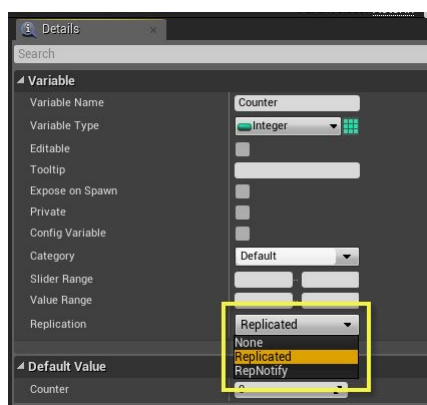 Details
Search
Variable
Variable Name Counter
Variable Type Integer
Editable
Tooltip
Expose on Spawn
Private
Config Variable
Category Default
Slider Range
Value Range
Replication Replicated
None
Replicated
RepNotify
Default Value
Counter